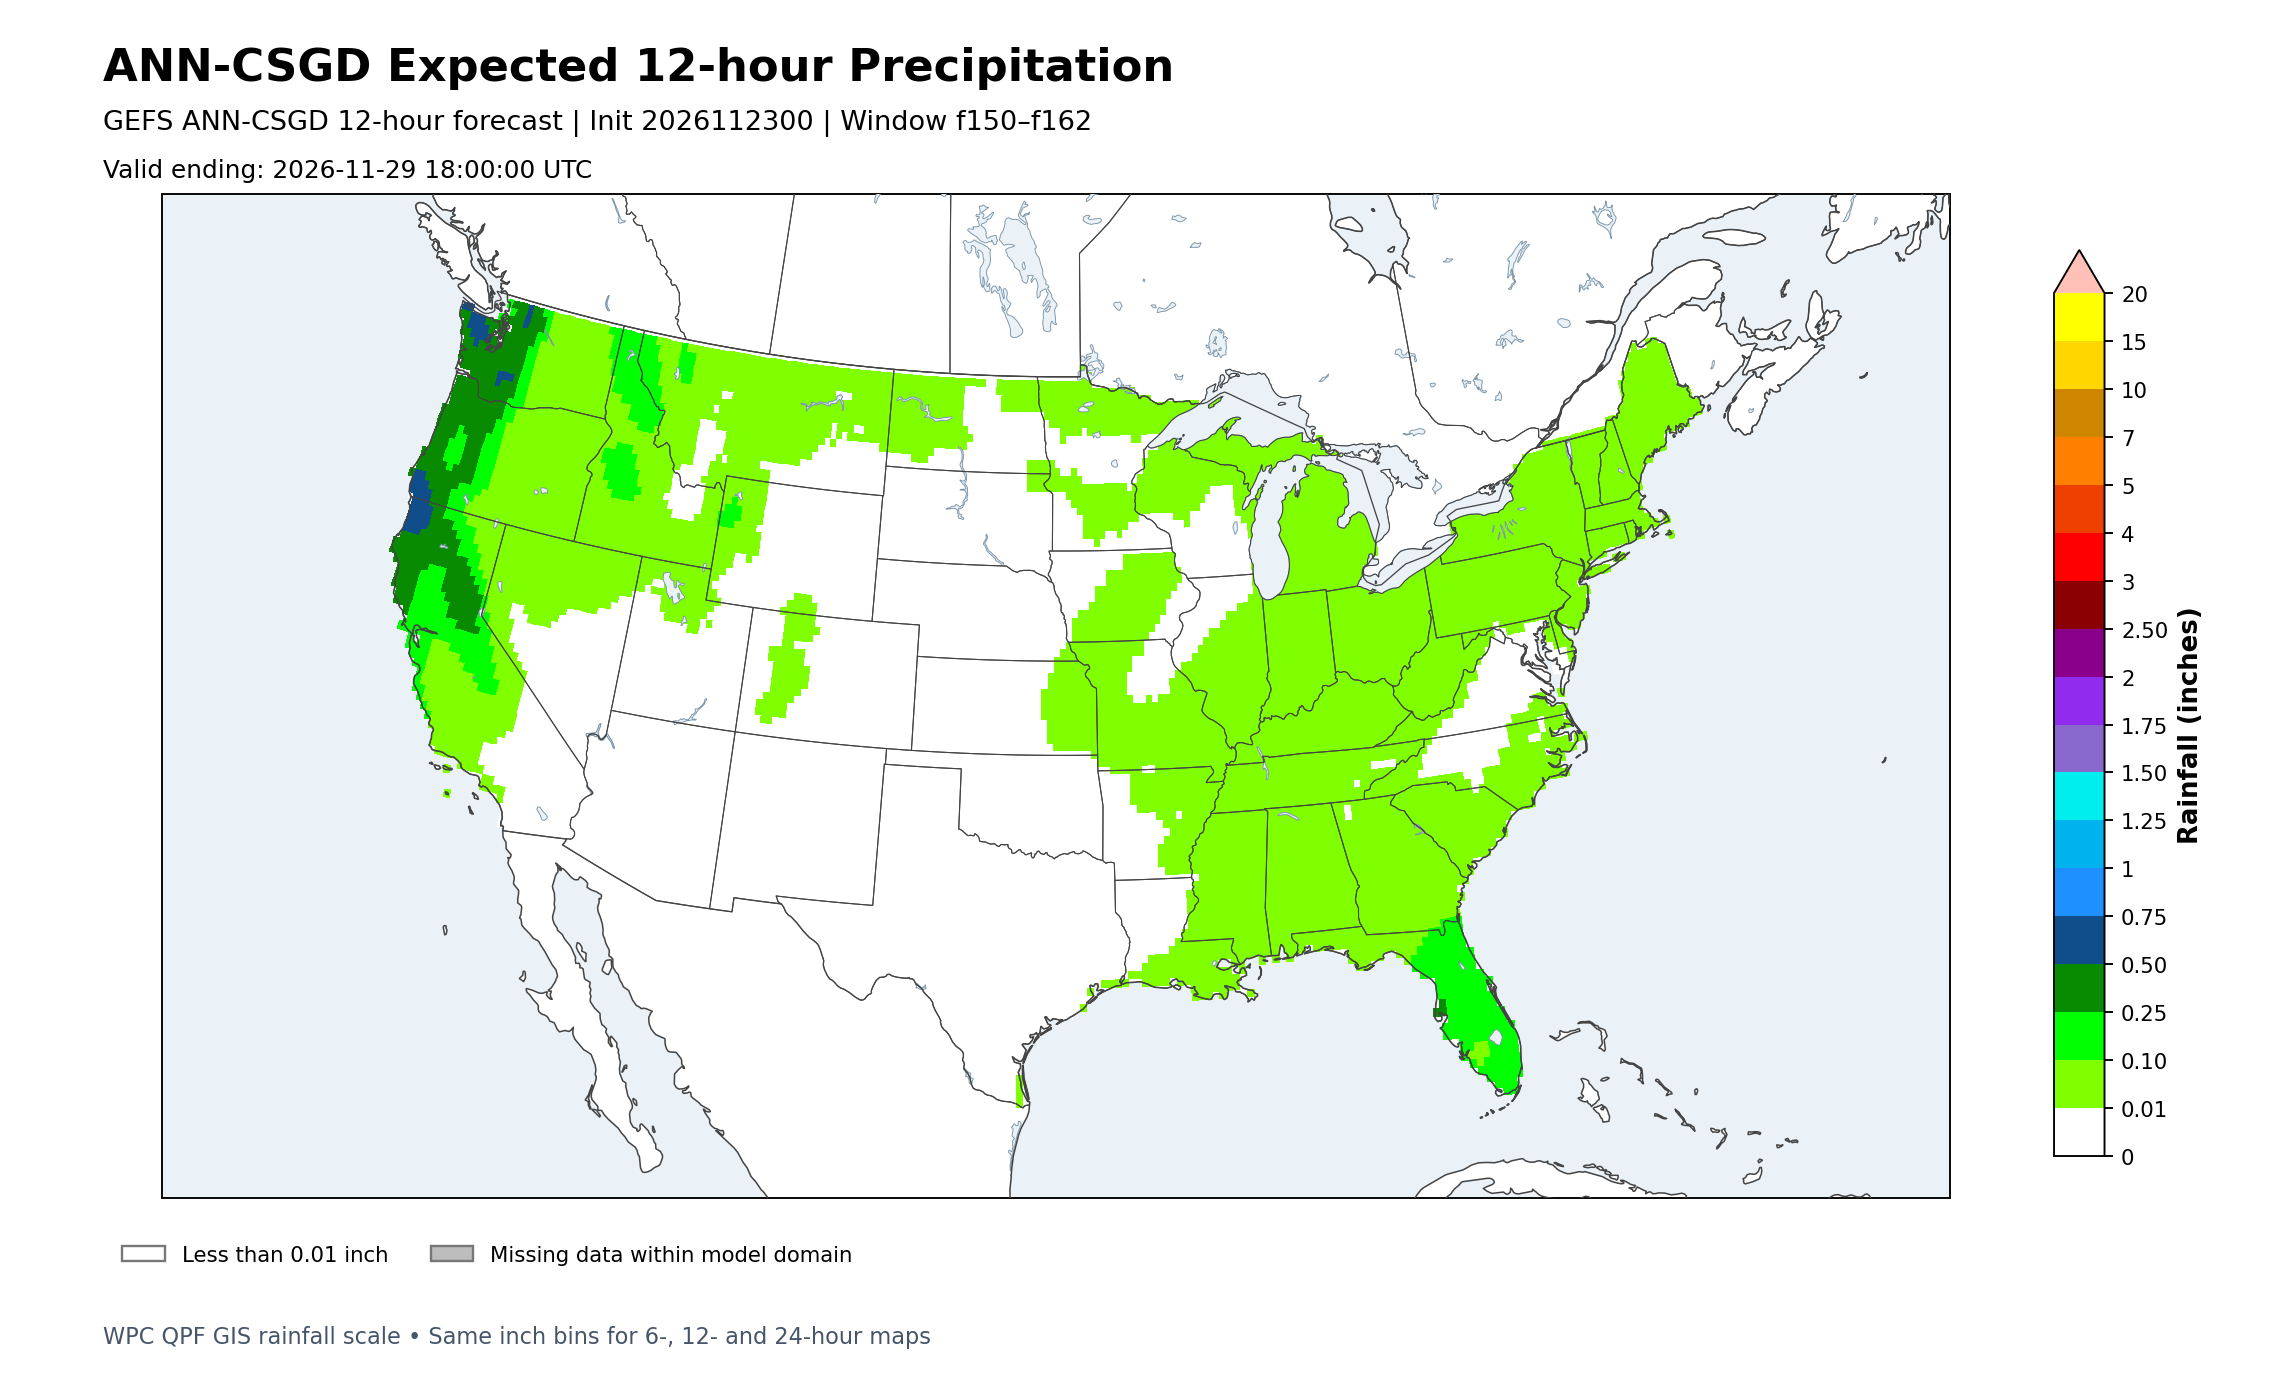 ANN-CSGD Expected 12-hour Precipitation
GEFS ANN-CSGD 12-hour forecast | Init 2026112300 | Window f150–f162
Valid ending: 2026-11-29 18:00:00 UTC
20
15
10
7
5
4
3
2.50
2
1.75
1.50
1.25
1
0.75
0.50
0.25
0.10
0.01
0
Rainfall (inches)
Less than 0.01 inch
Missing data within model domain
WPC QPF GIS rainfall scale • Same inch bins for 6-, 12- and 24-hour maps